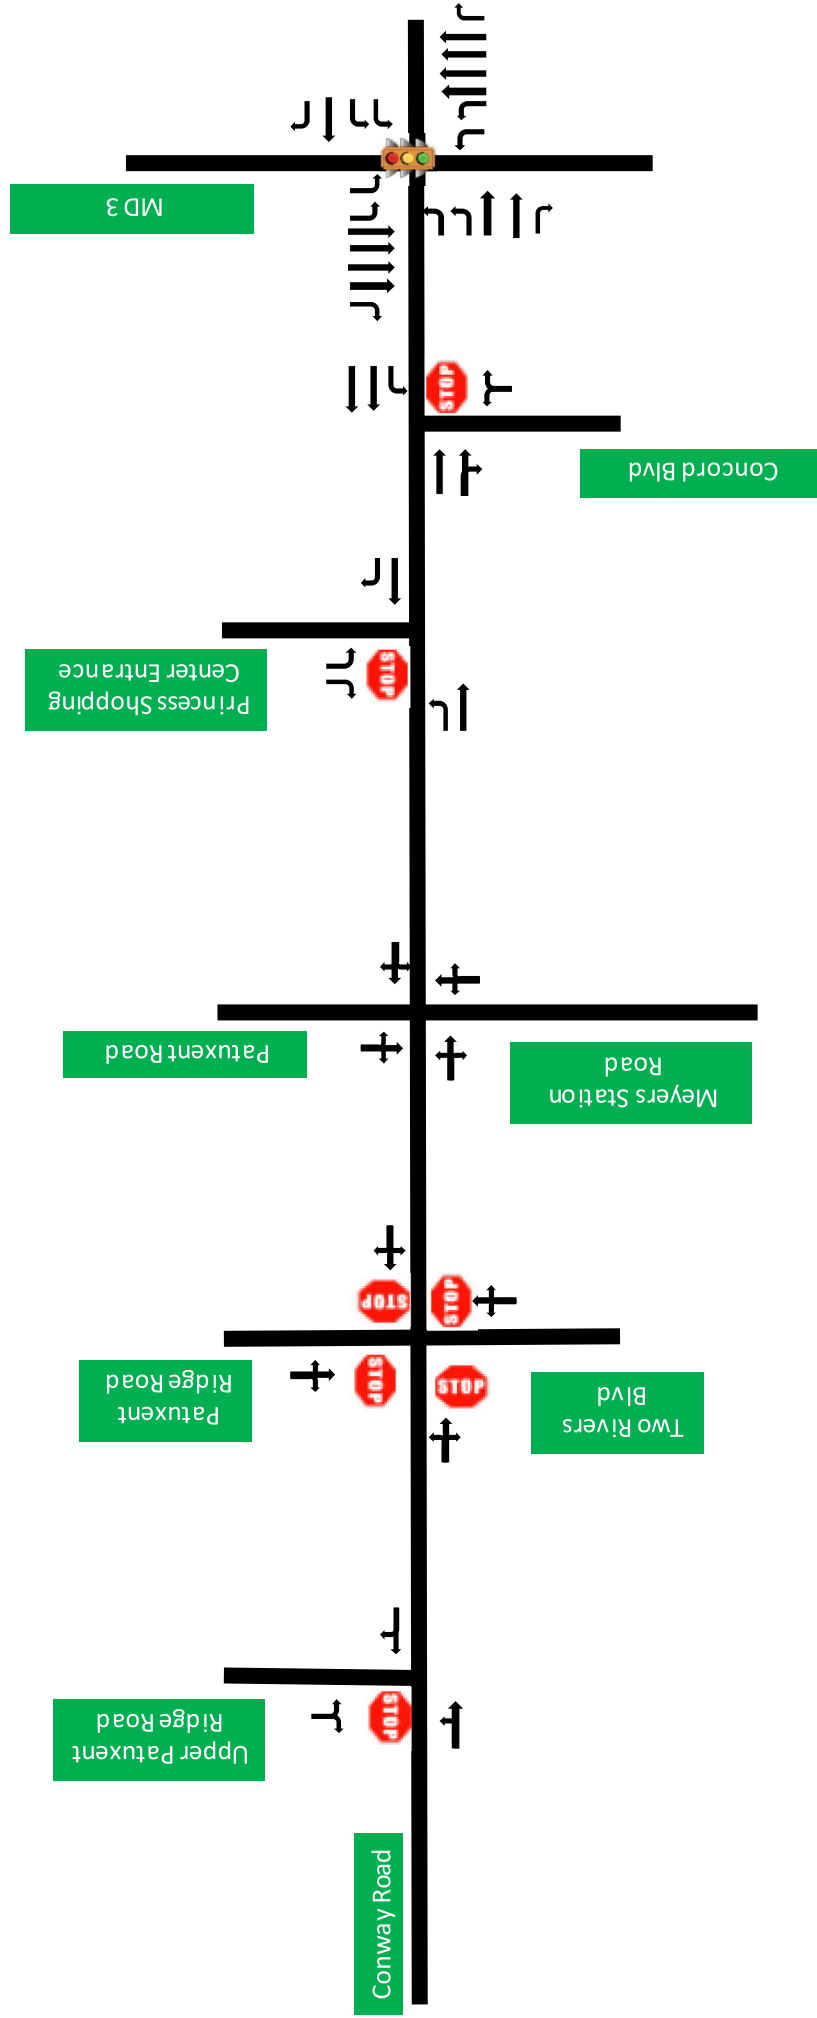 MD 3
STOP
Concord Blvd
Princess Shopping
Center Entrance
STOP
Patuxent Road
Meyers Station
Road
STOP
STOP
STOP
STOP
Patuxent
Ridge Road
Two Rivers
Blvd
Upper Patuxent
Ridge Road
STOP
Conway Road